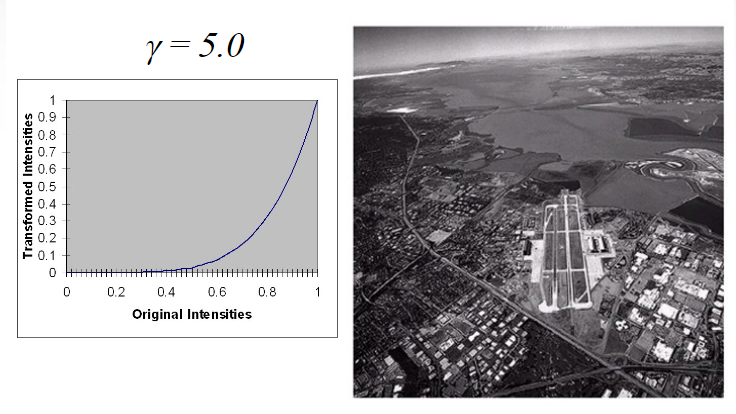 γ = 5.0
Transformed Intensities
1
0.9
0.8
0.7
0.6
0.5
0.4
0.3
0.2
0.1
0
0 0.2 0.4 0.6 0.8 1
Original Intensities